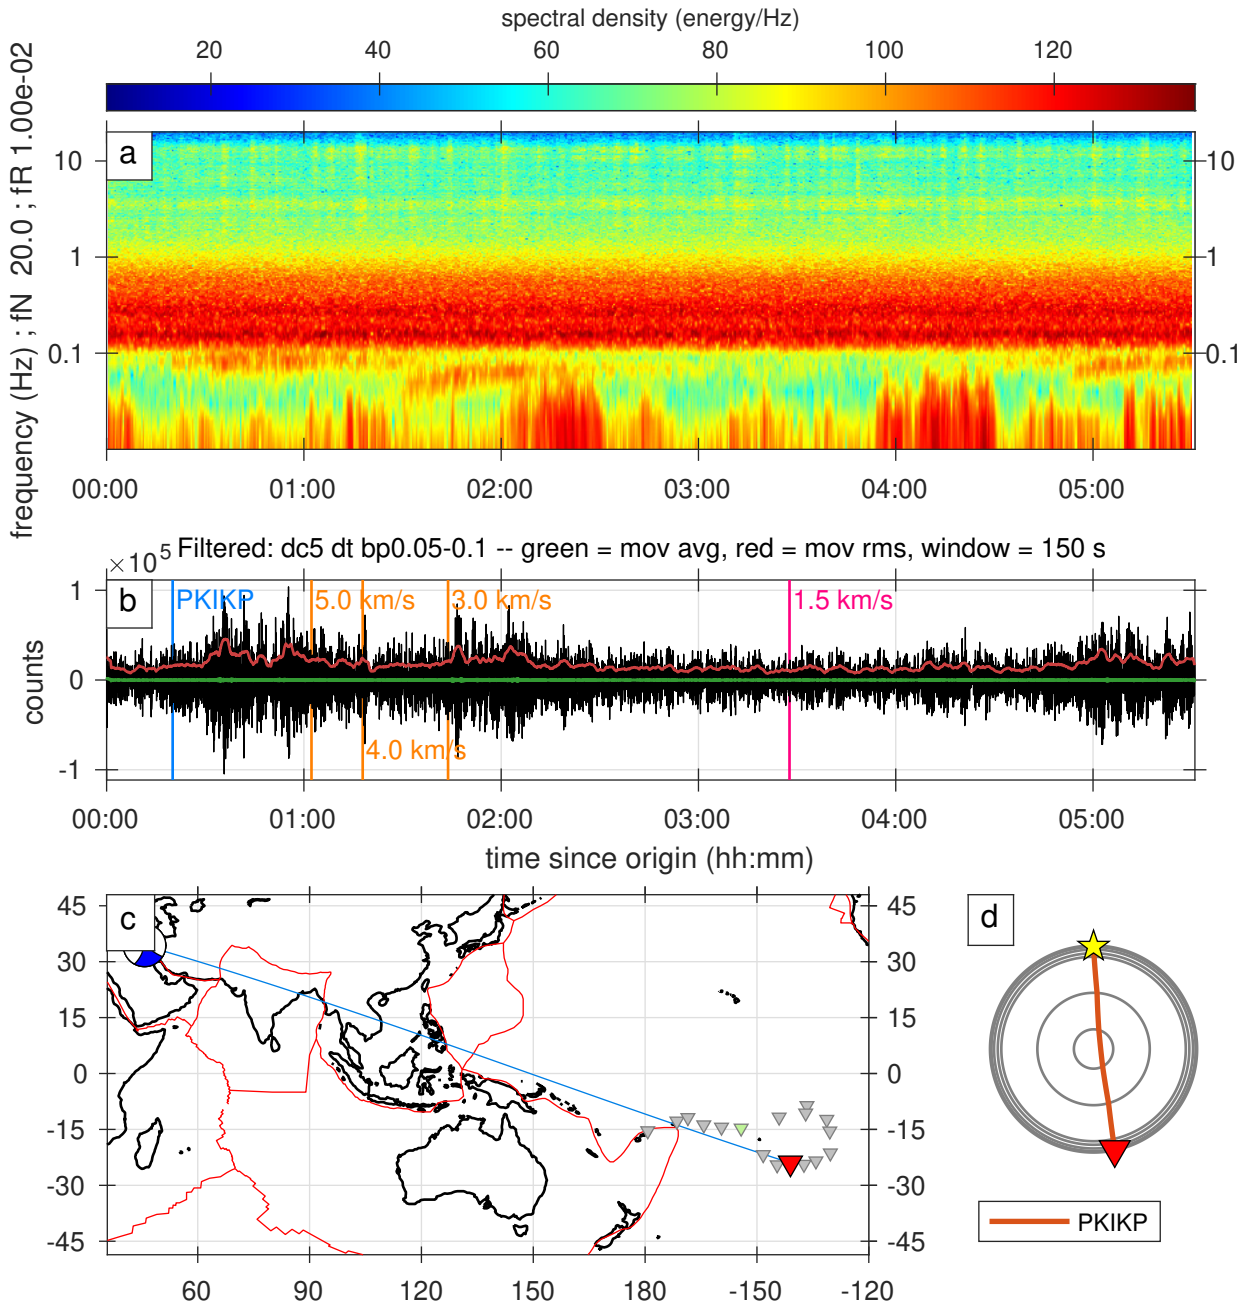 spectral density (energy/Hz)
20 40 60 80 100 120
frequency (Hz) ; fN 20.0 ; fR 1.00e-02
a
10 10
1 1
0.1 0.1
00:00 01:00 02:00 03:00 04:00 05:00
×10^5 Filtered: dc5 dt bp0.05-0.1 -- green = mov avg, red = mov rms, window = 150 s
b
counts
1
0
-1
PKIKP 5.0 km/s 3.0 km/s 1.5 km/s
4.0 km/s
00:00 01:00 02:00 03:00 04:00 05:00
time since origin (hh:mm)
c
45 45
30 30
15 15
0 0
-15 -15
-30 -30
-45 -45
60 90 120 150 180 -150 -120
d
PKIKP